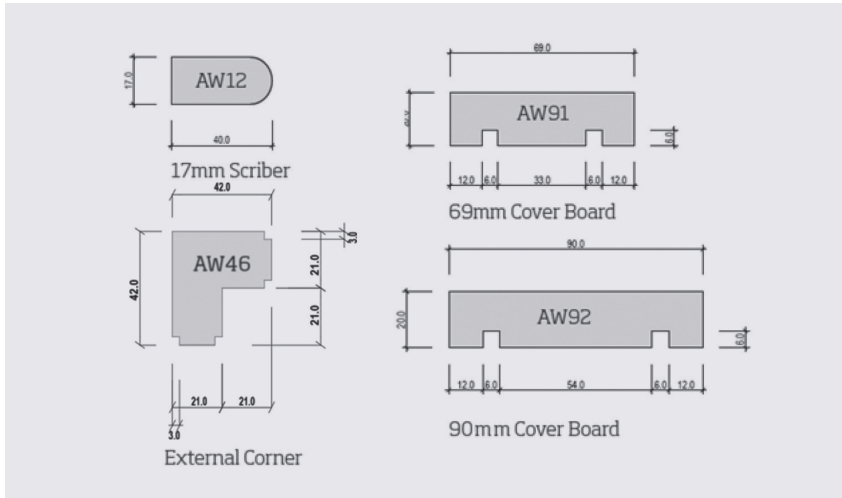 AW12
17.0
40.0
17mm Scriber
42.0
AW46
42.0
3.0
21.0
21.0
21.0 21.0
3.0
External Corner
69.0
AW91
6.0
12.0 6.0 33.0 6.0 12.0
69mm Cover Board
90.0
AW92
20.0
6.0
12.0 6.0 54.0 6.0 12.0
90mm Cover Board